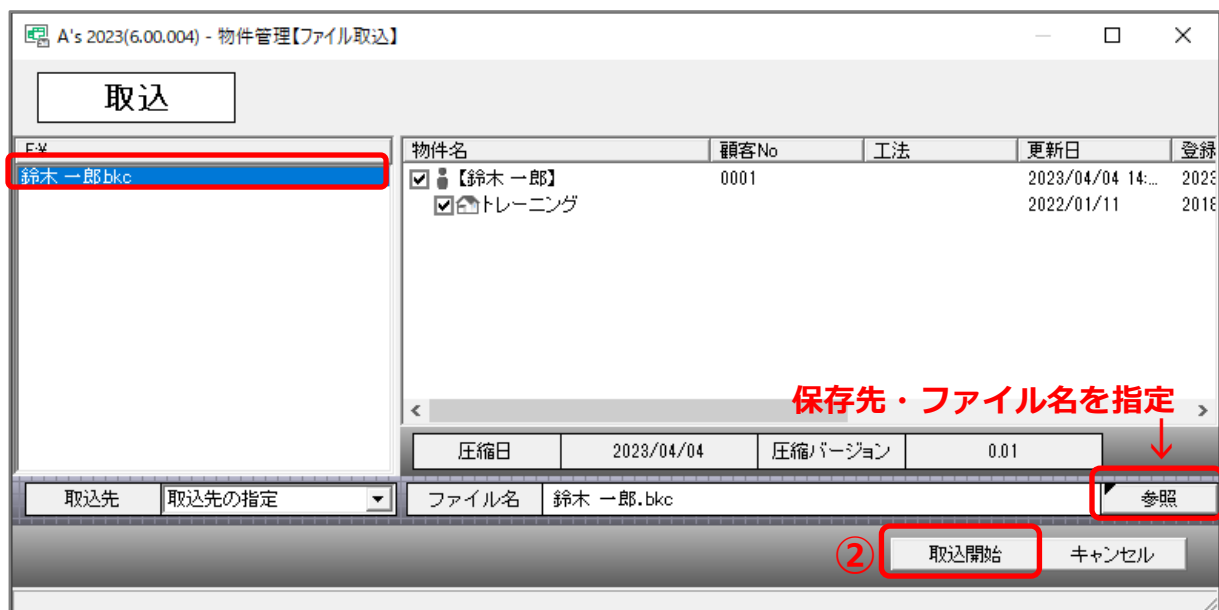 A's 2023(6.00.004) - 物件管理【ファイル取込】
取込
F:¥
物件名 顧客No 工法 更新日 登録
鈴木 一郎bkc
【鈴木 一郎】 0001 2023/04/04 14:... 2023
トレーニング 2022/01/11 2018
保存先・ファイル名を指定
↓
圧縮日 2023/04/04 圧縮バージョン 0.01
取込先 取込先の指定 ファイル名 鈴木 一郎.bkc 参照
② 取込開始 キャンセル